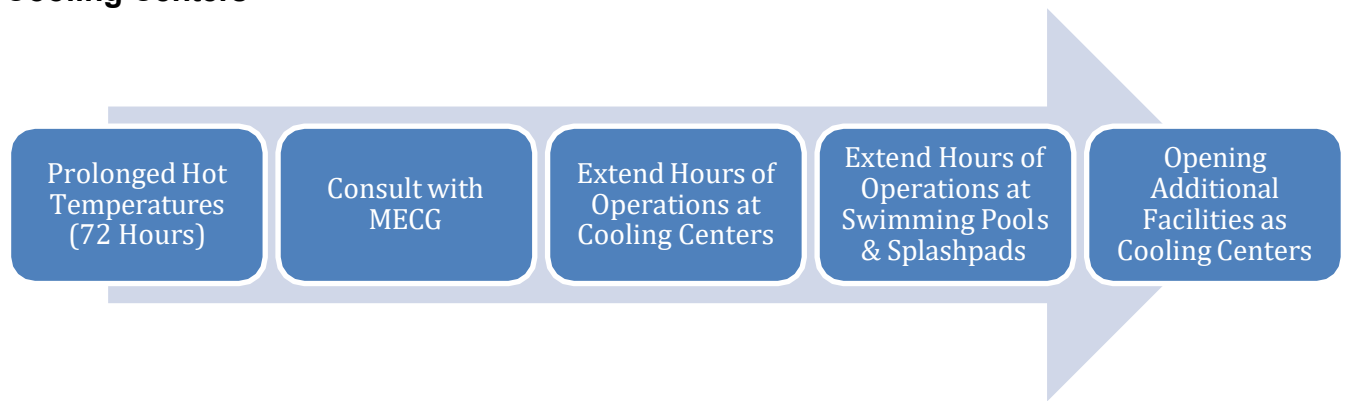 Cooling Centers
Prolonged Hot
Temperatures
(72 Hours)
Consult with
MECG
Extend Hours of
Operations at
Cooling Centers
Extend Hours of
Operations at
Swimming Pools
& Splashpads
Opening
Additional
Facilities as
Cooling Centers